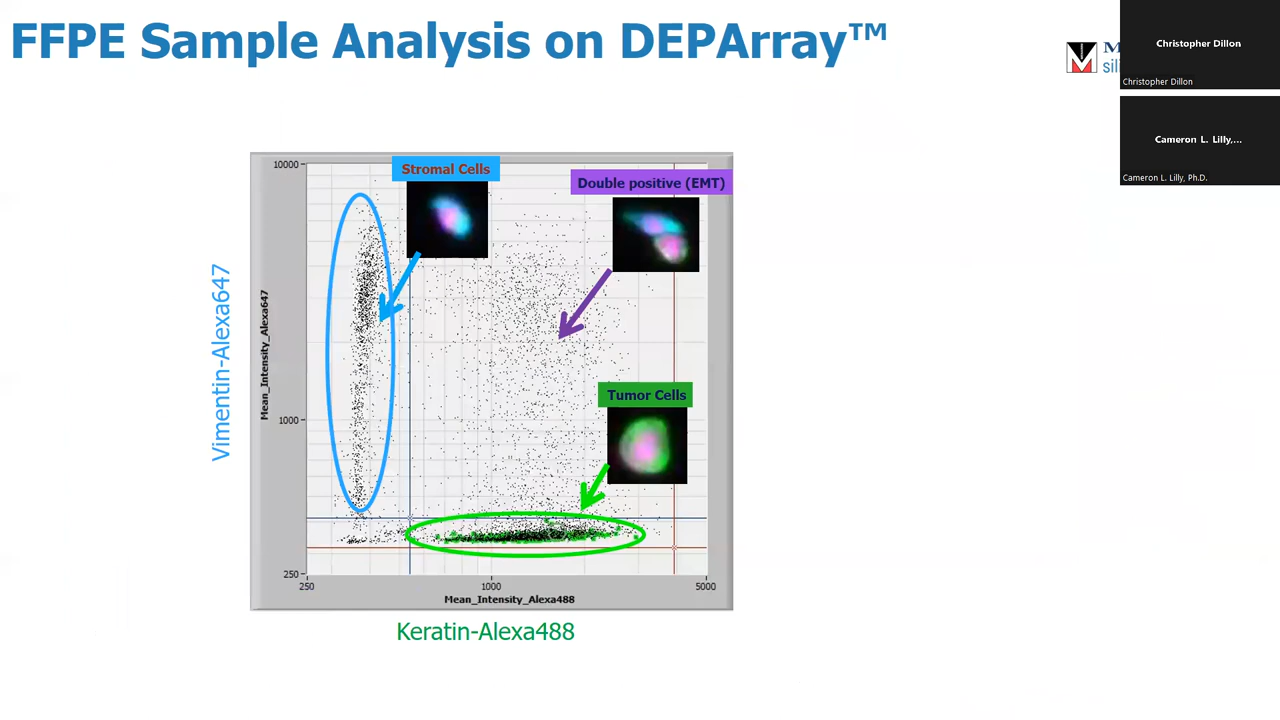 FFPE Sample Analysis on DEPArray™
Christopher Dillon
Christopher Dillon
Cameron L. Lilly,...
Cameron L. Lilly, Ph.D.
Stromal Cells
Double positive (EMT)
Tumor Cells
Vimentin-Alexa647
Mean_Intensity_Alexa647
10000
1000
250
250
1000
5000
Mean_Intensity_Alexa488
Keratin-Alexa488